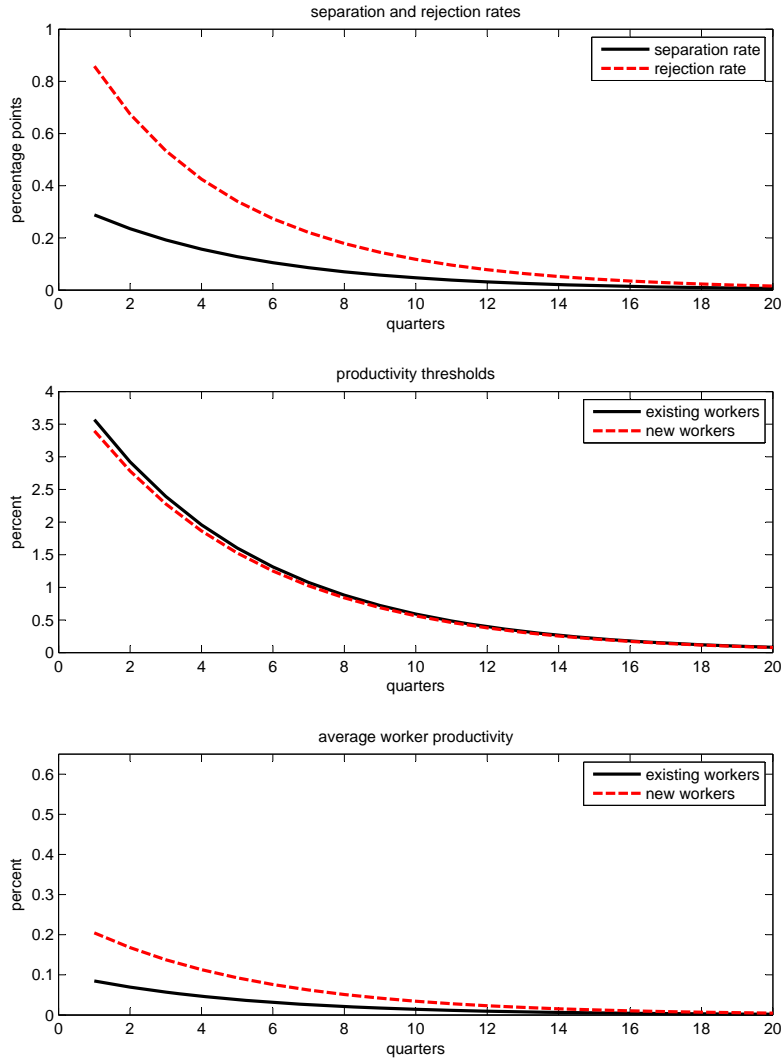 separation and rejection rates
1
0.8
0.6
0.4
0.2
0
percentage points
separation rate
rejection rate
0 2 4 6 8 10 12 14 16 18 20
quarters
productivity thresholds
4
3.5
3
2.5
2
1.5
1
0.5
0
percent
existing workers
new workers
0 2 4 6 8 10 12 14 16 18 20
quarters
average worker productivity
0.6
0.5
0.4
0.3
0.2
0.1
0
percent
existing workers
new workers
0 2 4 6 8 10 12 14 16 18 20
quarters